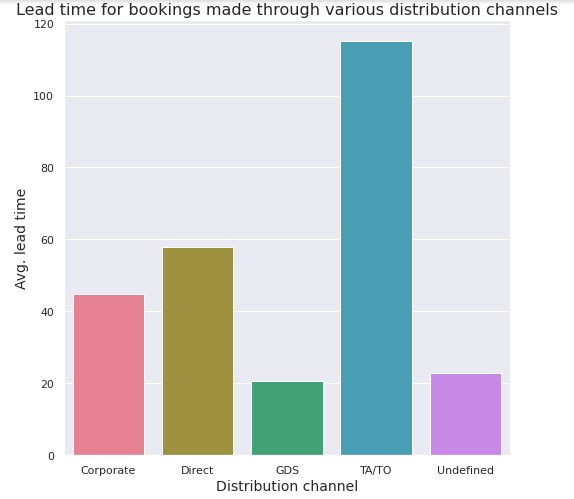 Lead time for bookings made through various distribution channels
120
100
80
60
40
20
0
Avg. lead time
Corporate Direct GDS TA/TO Undefined
Distribution channel